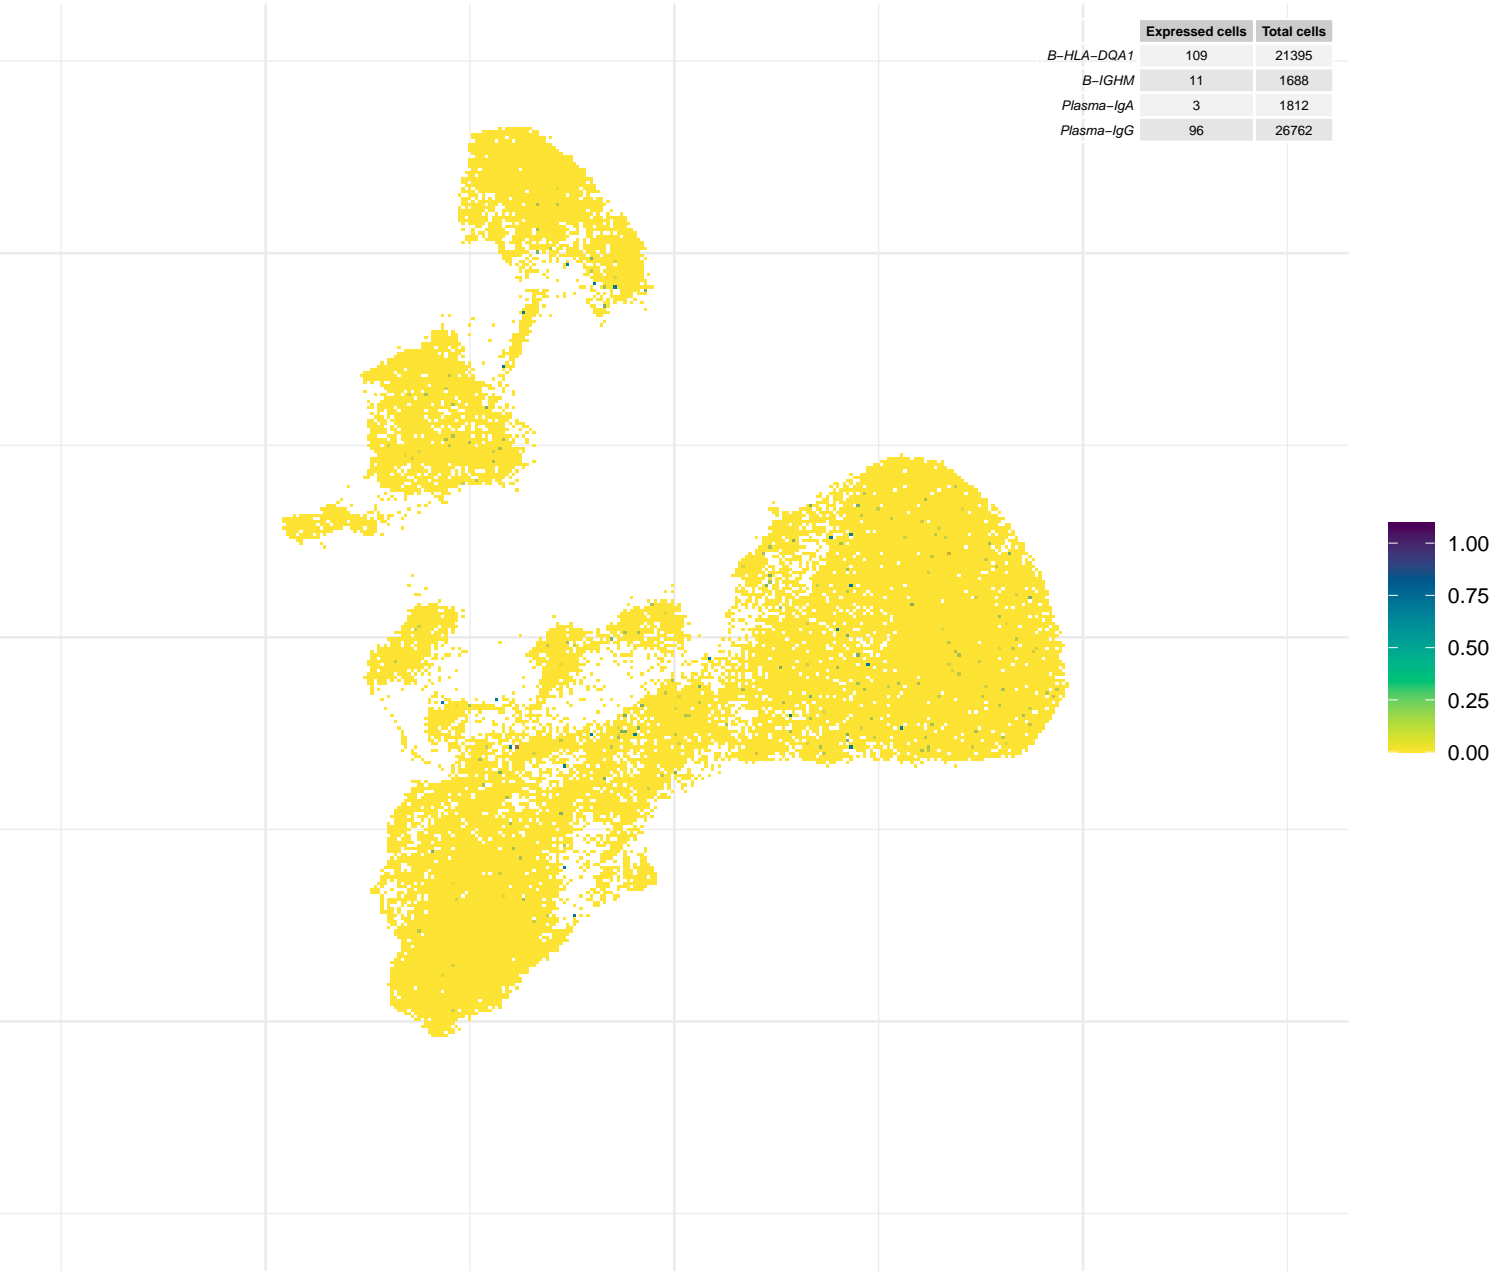 Expressed cells Total cells
B−HLA−DQA1 109 21395
B−IGHM 11 1688
Plasma−IgA 3 1812
Plasma−IgG 96 26762
1.00
0.75
0.50
0.25
0.00